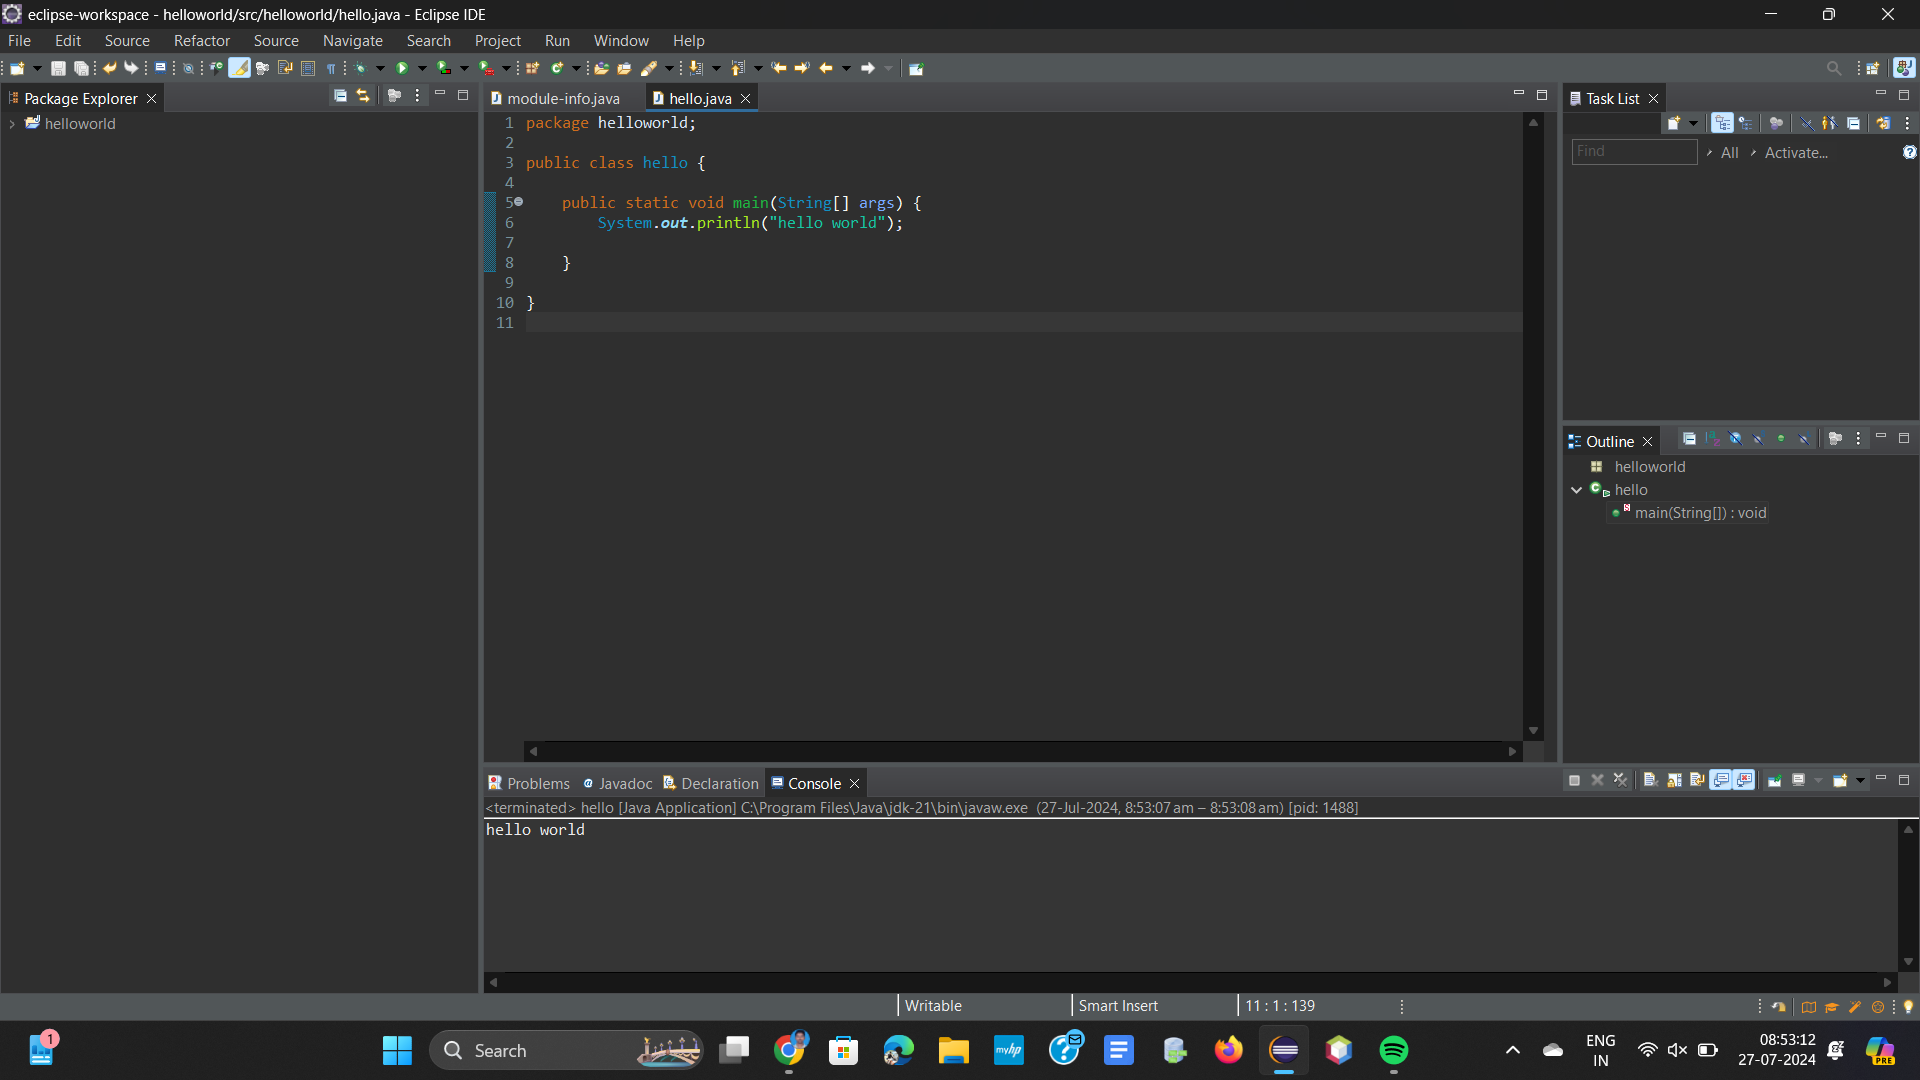 eclipse-workspace - helloworld/src/helloworld/hello.java - Eclipse IDE
File Edit Source Refactor Source Navigate Search Project Run Window Help
Package Explorer
helloworld
module-info.java hello.java
1 package helloworld;
2
3 public class hello {
4
5 public static void main(String[] args) {
6 System.out.println("hello world");
7
8 }
9
10 }
11
Task List
Find All Activate...
Outline
helloworld
hello
main(String[]) : void
Problems Javadoc Declaration Console
<terminated> hello [Java Application] C:\Program Files\Java\jdk-21\bin\javaw.exe (27-Jul-2024, 8:53:07 am – 8:53:08 am) [pid: 1488]
hello world
Writable Smart Insert 11 : 1 : 139
1
Search
myhp
ENG
IN
08:53:12
27-07-2024
PRE